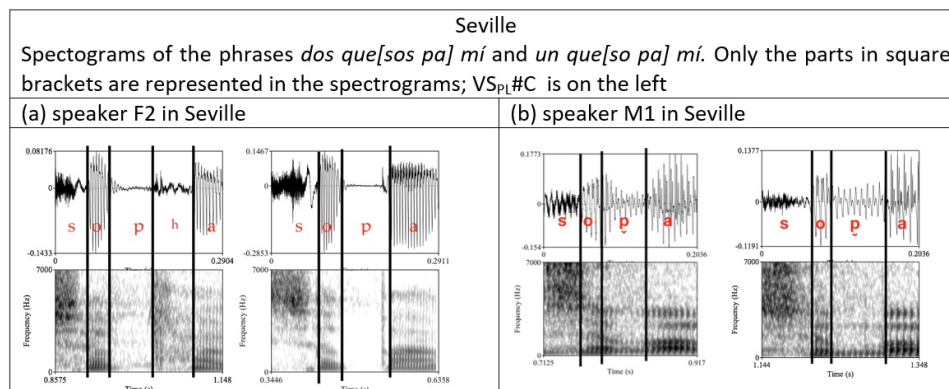 Seville
Spectograms of the phrases dos que[sos pa] mí and un que[so pa] mí. Only the parts in square
brackets are represented in the spectrograms; VSPL#C is on the left
(a) speaker F2 in Seville
(b) speaker M1 in Seville
0.08176
0
-0.1433
s o p h a
0 Time (s) 0.2904
7000
Frequency (Hz)
0
0.8575 Time (s) 1.148
0.1467
0
-0.2853
s o p a
0 Time (s) 0.2911
7000
Frequency (Hz)
0
0.3446 Time (s) 0.6358
0.1773
0
-0.154
s o p̬ a
0 Time (s) 0.2036
7000
Frequency (Hz)
0
0.7125 Time (s) 0.917
0.1377
0
-0.1191
s o p̬ a
0 Time (s) 0.2036
7000
Frequency (Hz)
0
1.144 Time (s) 1.348